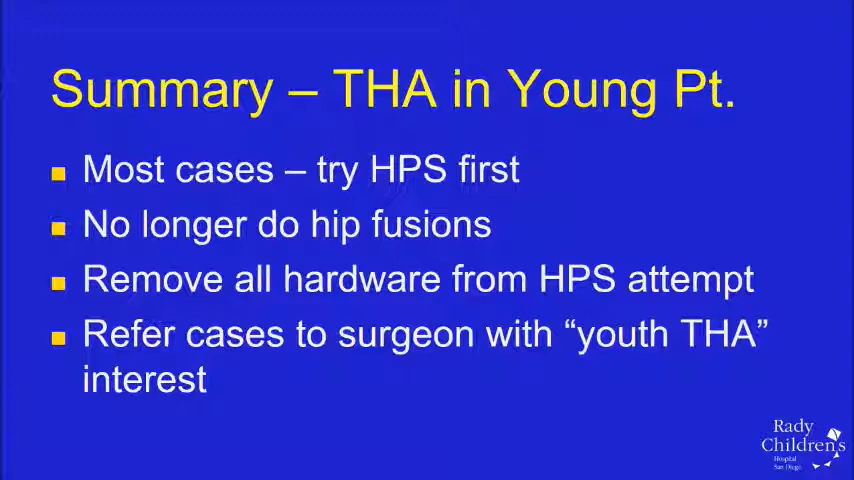 Summary – THA in Young Pt.
Most cases – try HPS first
No longer do hip fusions
Remove all hardware from HPS attempt
Refer cases to surgeon with “youth THA”
interest
Rady
Children's
Hospital
San Diego